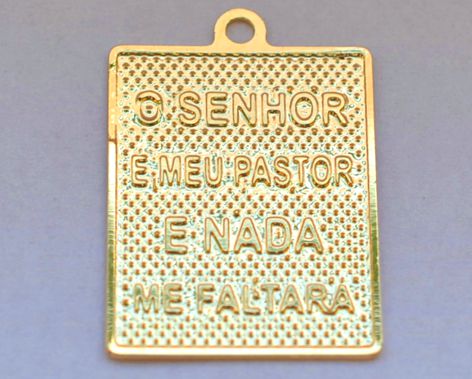 O SENHOR
E MEU PASTOR
E NADA
ME FALTARA